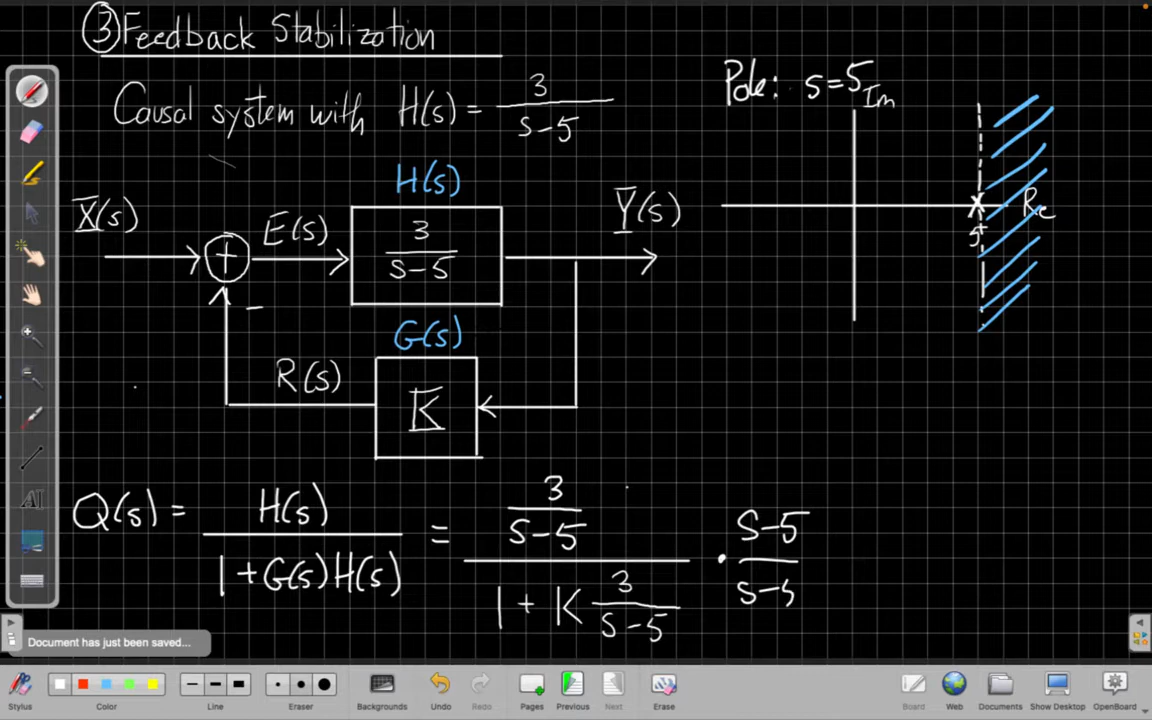 ③ Feedback Stabilization
Causal system with H(s) = 3/(s-5)
Pole: s=5
Im
Re
5
H(s)
X(s)
E(s)
3/(s-5)
Y(s)
+
-
G(s)
R(s)
K
Q(s) = H(s)/(1+G(s)H(s)) = (3/(s-5))/(1+K 3/(s-5)) · (s-5)/(s-5)
AI
Document has just been saved...
Stylus
Color
Line
Eraser
Backgrounds
Undo
Redo
Pages
Previous
Next
Erase
Board
Web
Documents
Show Desktop
OpenBoard